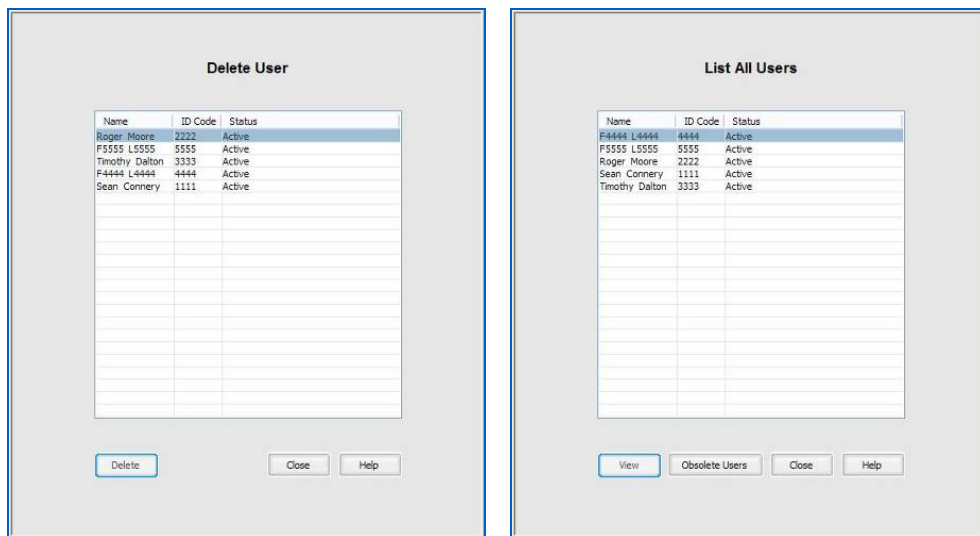 Delete User
Name ID Code Status
Roger Moore 2222 Active
F5555 L5555 5555 Active
Timothy Dalton 3333 Active
F4444 L4444 4444 Active
Sean Connery 1111 Active
Delete Close Help
List All Users
Name ID Code Status
F4444 L4444 4444 Active
F5555 L5555 5555 Active
Roger Moore 2222 Active
Sean Connery 1111 Active
Timothy Dalton 3333 Active
View Obsolete Users Close Help